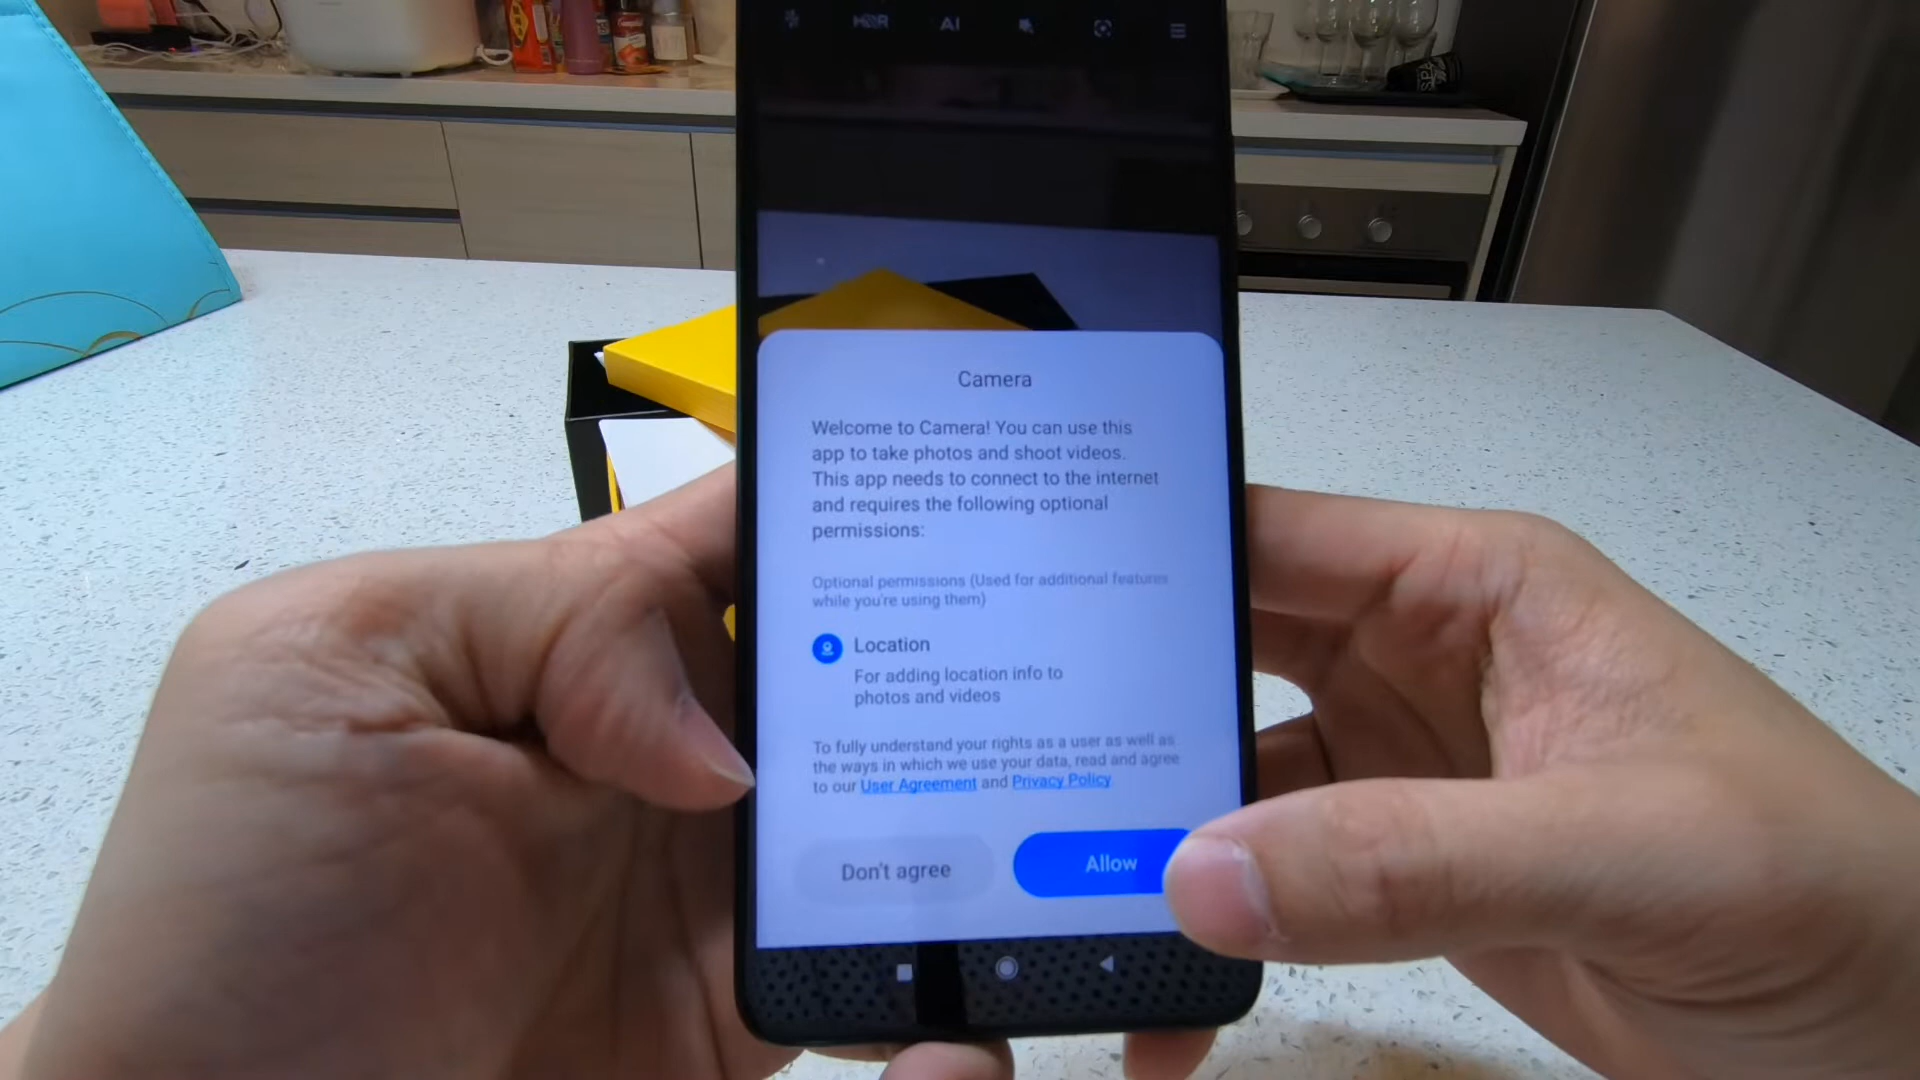 HDR AI
Camera
Welcome to Camera! You can use this
app to take photos and shoot videos.
This app needs to connect to the internet
and requires the following optional
permissions:
Optional permissions (Used for additional features
while you're using them)
Location
For adding location info to
photos and videos
To fully understand your rights as a user as well as
the ways in which we use your data, read and agree
to our User Agreement and Privacy Policy.
Don't agree
Allow